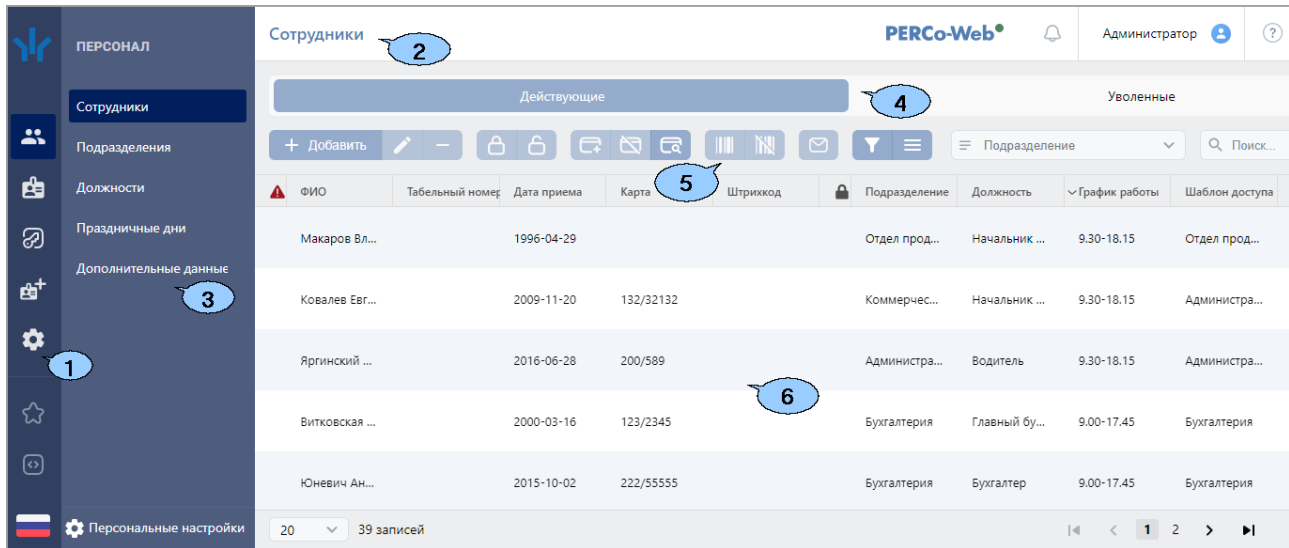 ПЕРСОНАЛ
Сотрудники
Подразделения
Должности
Праздничные дни
Дополнительные данные
3
1
Персональные настройки
Сотрудники
2
PERCo-Web
Администратор
?
Действующие
4
Уволенные
+ Добавить
Подразделение
Поиск...
5
ФИО Табельный номер Дата приема Карта Штрихкод Подразделение Должность График работы Шаблон доступа
Макаров Вл... 1996-04-29 Отдел прод... Начальник ... 9.30-18.15 Отдел прод...
Ковалев Евг... 2009-11-20 132/32132 Коммерчес... Начальник ... 9.30-18.15 Администра...
Яргинский ... 2016-06-28 200/589 Администра... Водитель 9.30-18.15 Администра...
6
Витковская ... 2000-03-16 123/2345 Бухгалтерия Главный бу... 9.00-17.45 Бухгалтерия
Юневич Ан... 2015-10-02 222/55555 Бухгалтерия Бухгалтер 9.00-17.45 Бухгалтерия
20 39 записей 1 2